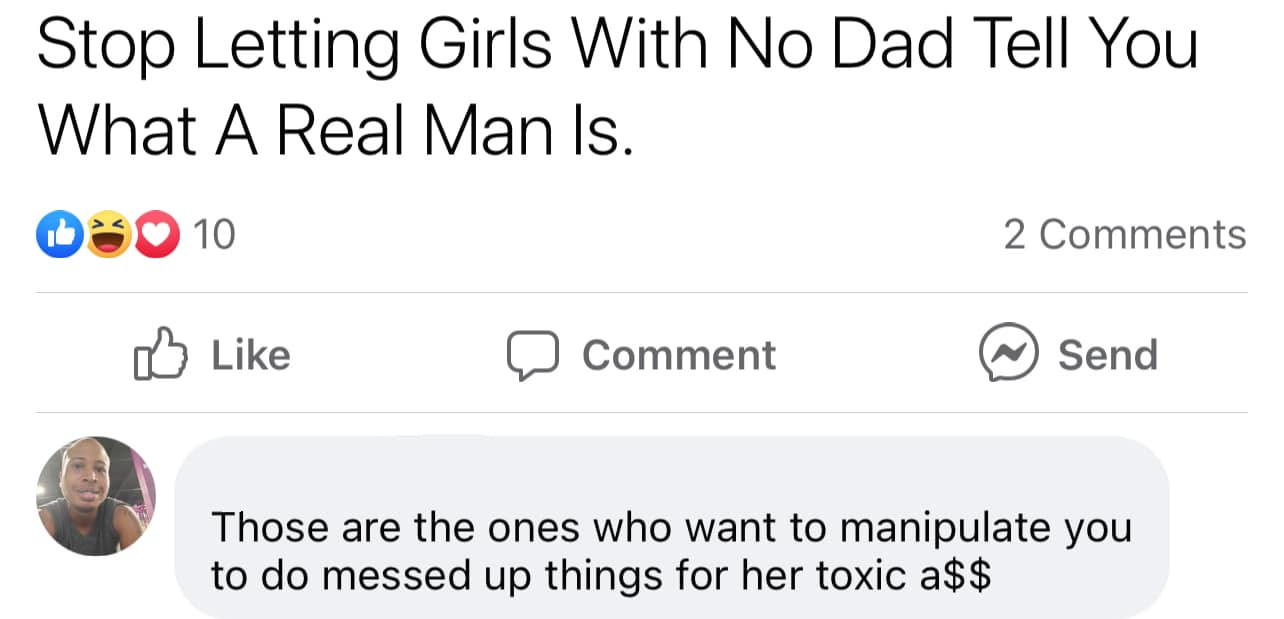 Stop Letting Girls With No Dad Tell You
What A Real Man Is.
10
2 Comments
Like
Comment
Send
Those are the ones who want to manipulate you
to do messed up things for her toxic a$$